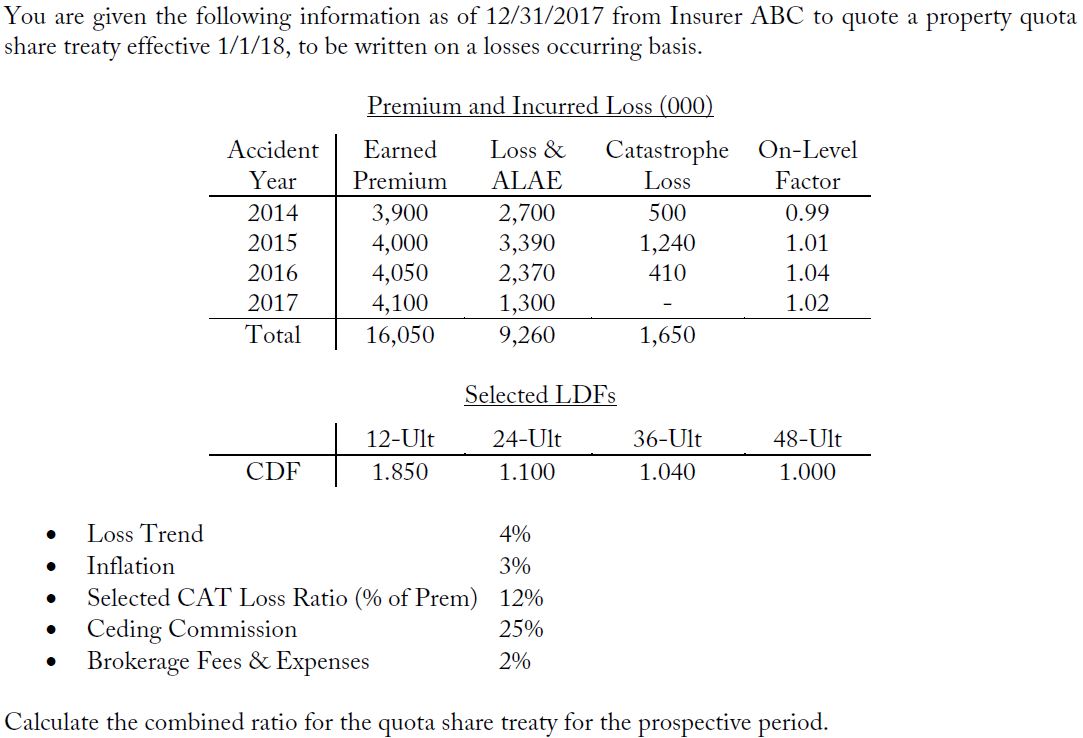 You are given the following information as of 12/31/2017 from Insurer ABC to quote a property quota
share treaty effective 1/1/18, to be written on a losses occurring basis.
Premium and Incurred Loss (000)
Accident Earned Loss & Catastrophe On-Level
Year Premium ALAE Loss Factor
2014 3,900 2,700 500 0.99
2015 4,000 3,390 1,240 1.01
2016 4,050 2,370 410 1.04
2017 4,100 1,300 - 1.02
Total 16,050 9,260 1,650
Selected LDFs
12-Ult 24-Ult 36-Ult 48-Ult
CDF 1.850 1.100 1.040 1.000
• Loss Trend 4%
• Inflation 3%
• Selected CAT Loss Ratio (% of Prem) 12%
• Ceding Commission 25%
• Brokerage Fees & Expenses 2%
Calculate the combined ratio for the quota share treaty for the prospective period.